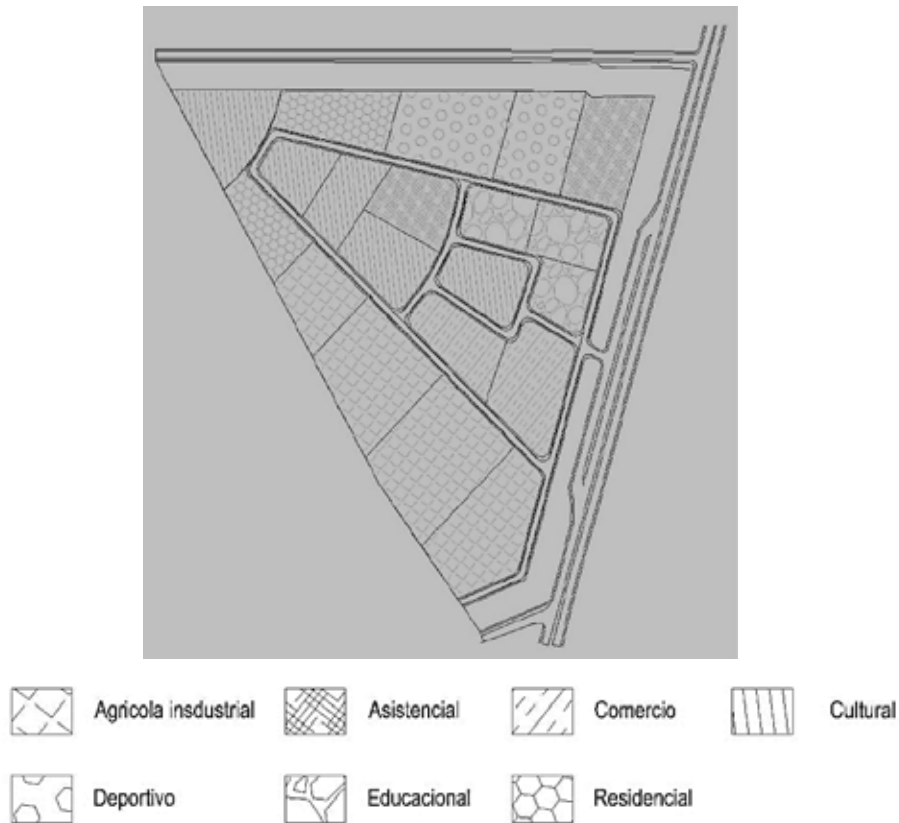 Agricola insdustrial
Asistencial
Comercio
Cultural
Deportivo
Educacional
Residencial